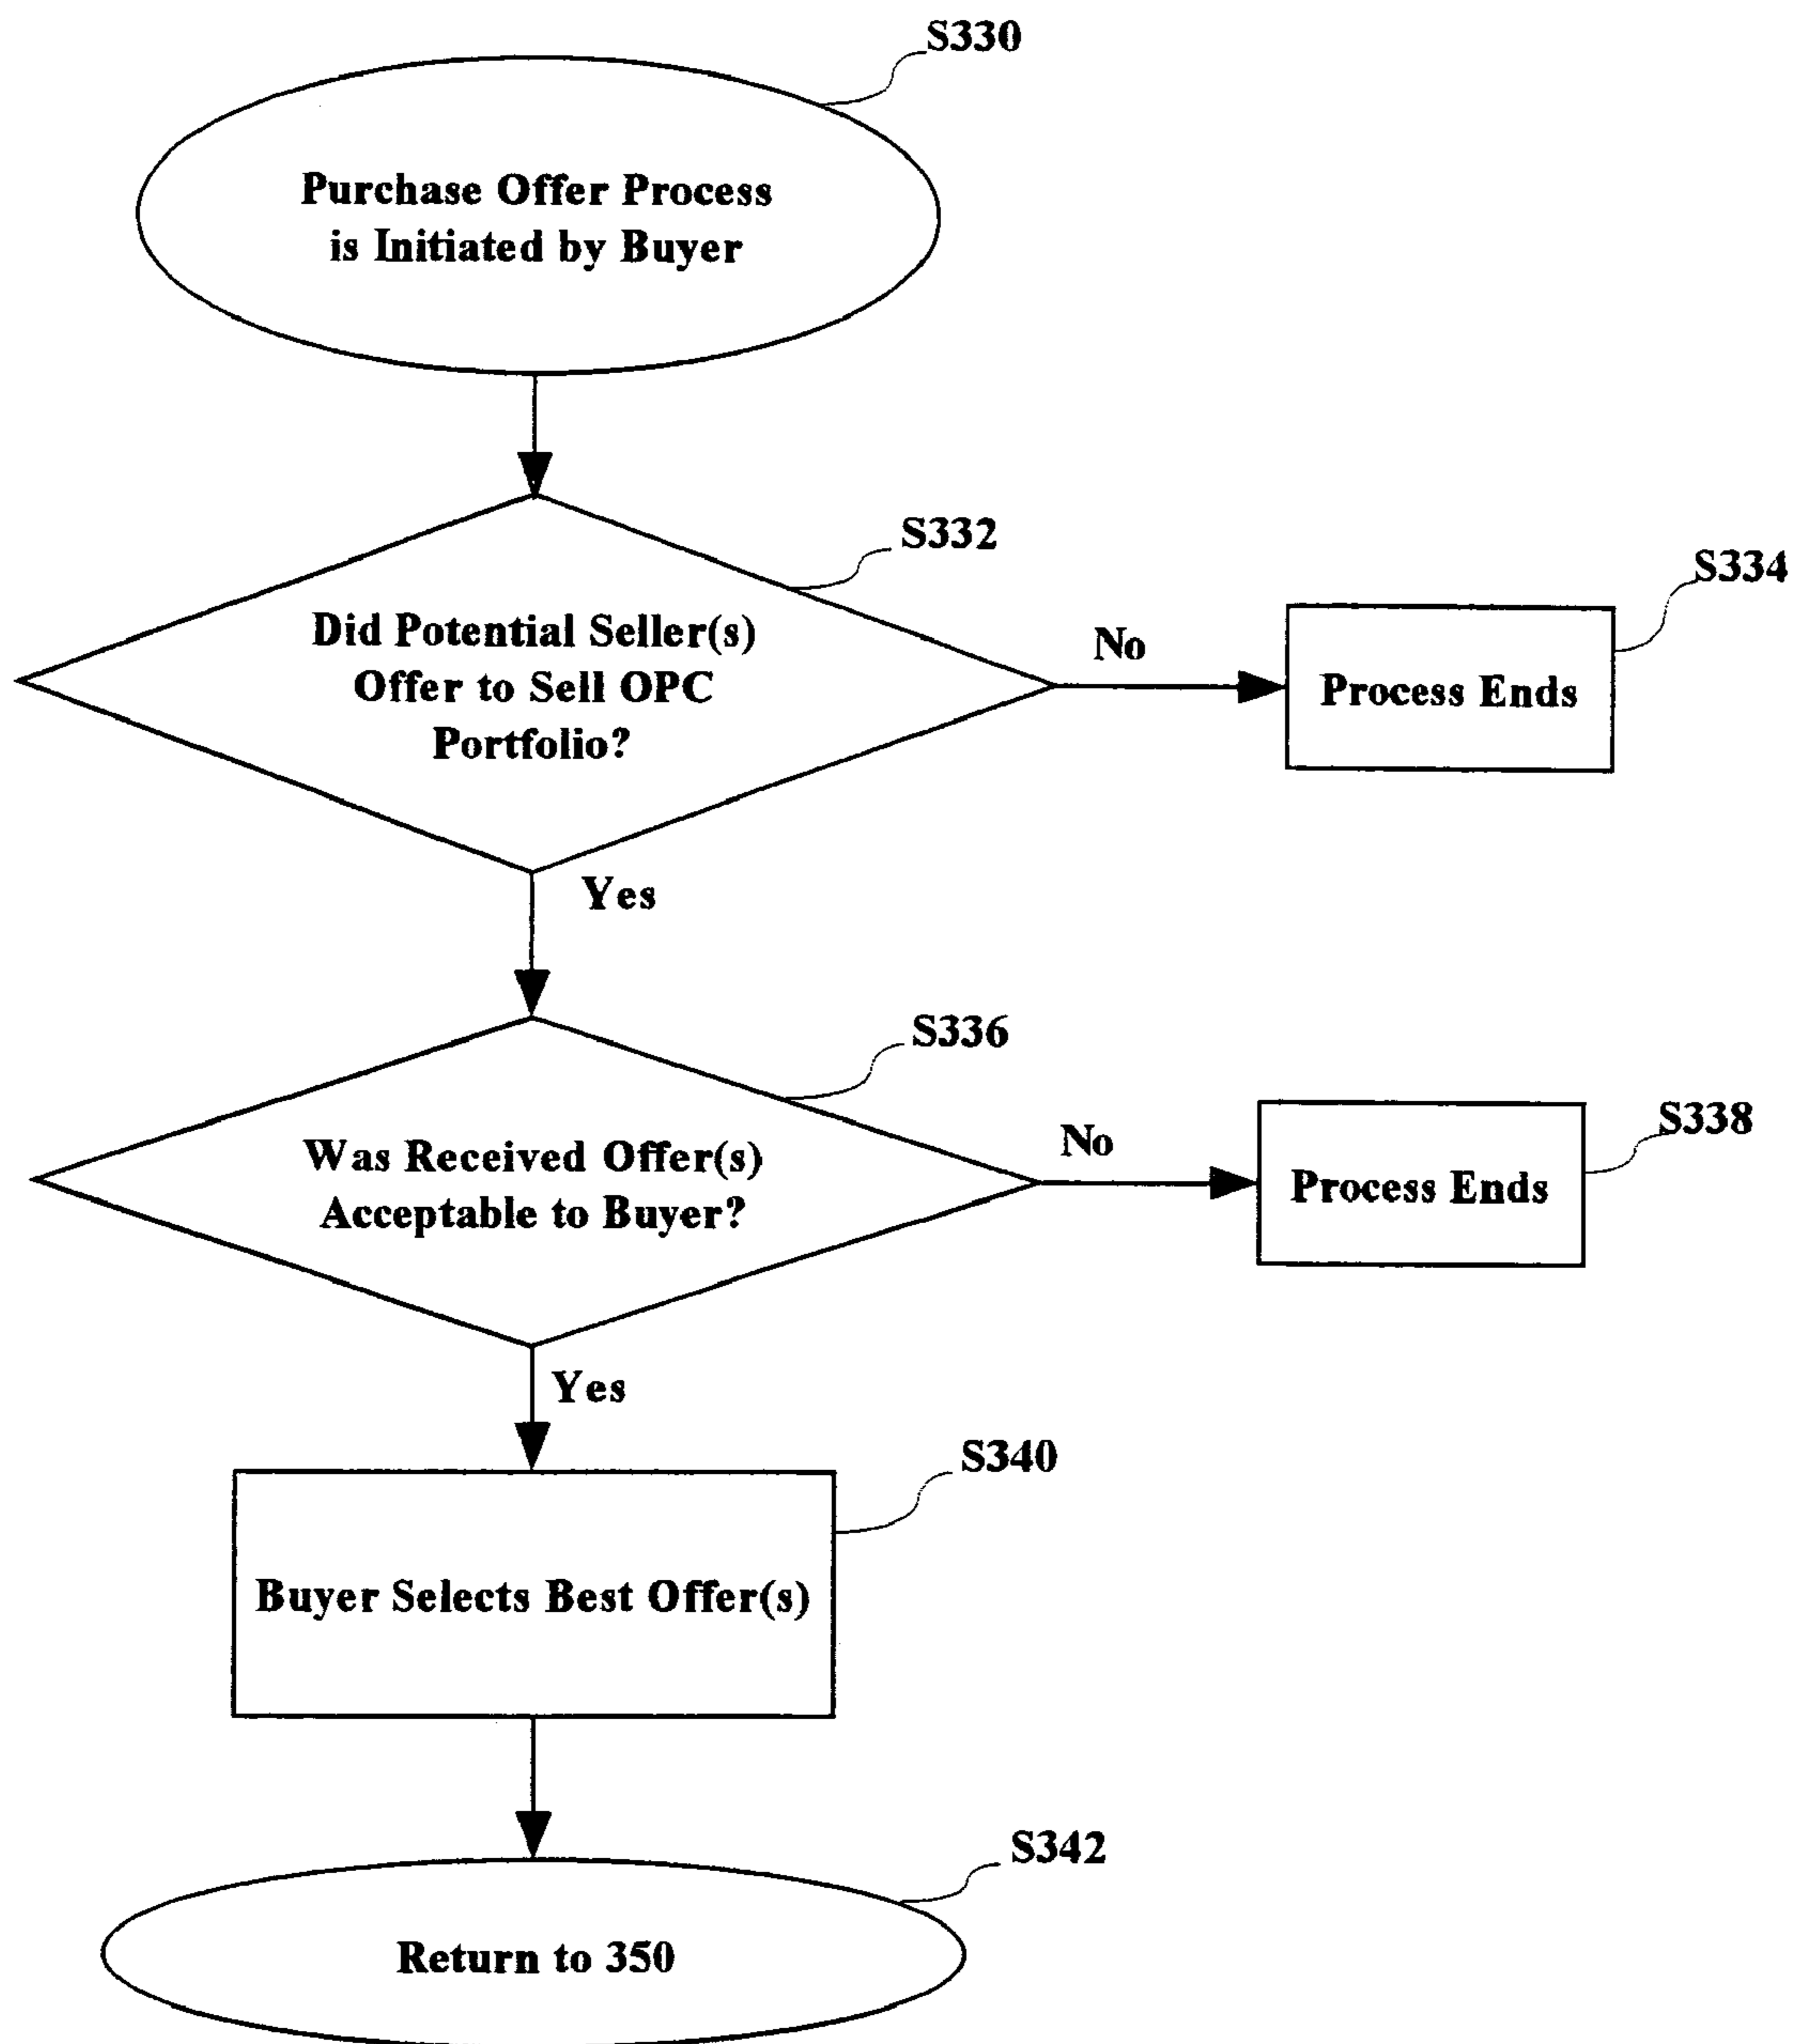 S330
Purchase Offer Process
is Initiated by Buyer
S332
Did Potential Seller(s)
Offer to Sell OPC
Portfolio?
No
S334
Process Ends
Yes
S336
Was Received Offer(s)
Acceptable to Buyer?
No
S338
Process Ends
Yes
S340
Buyer Selects Best Offer(s)
S342
Return to 350